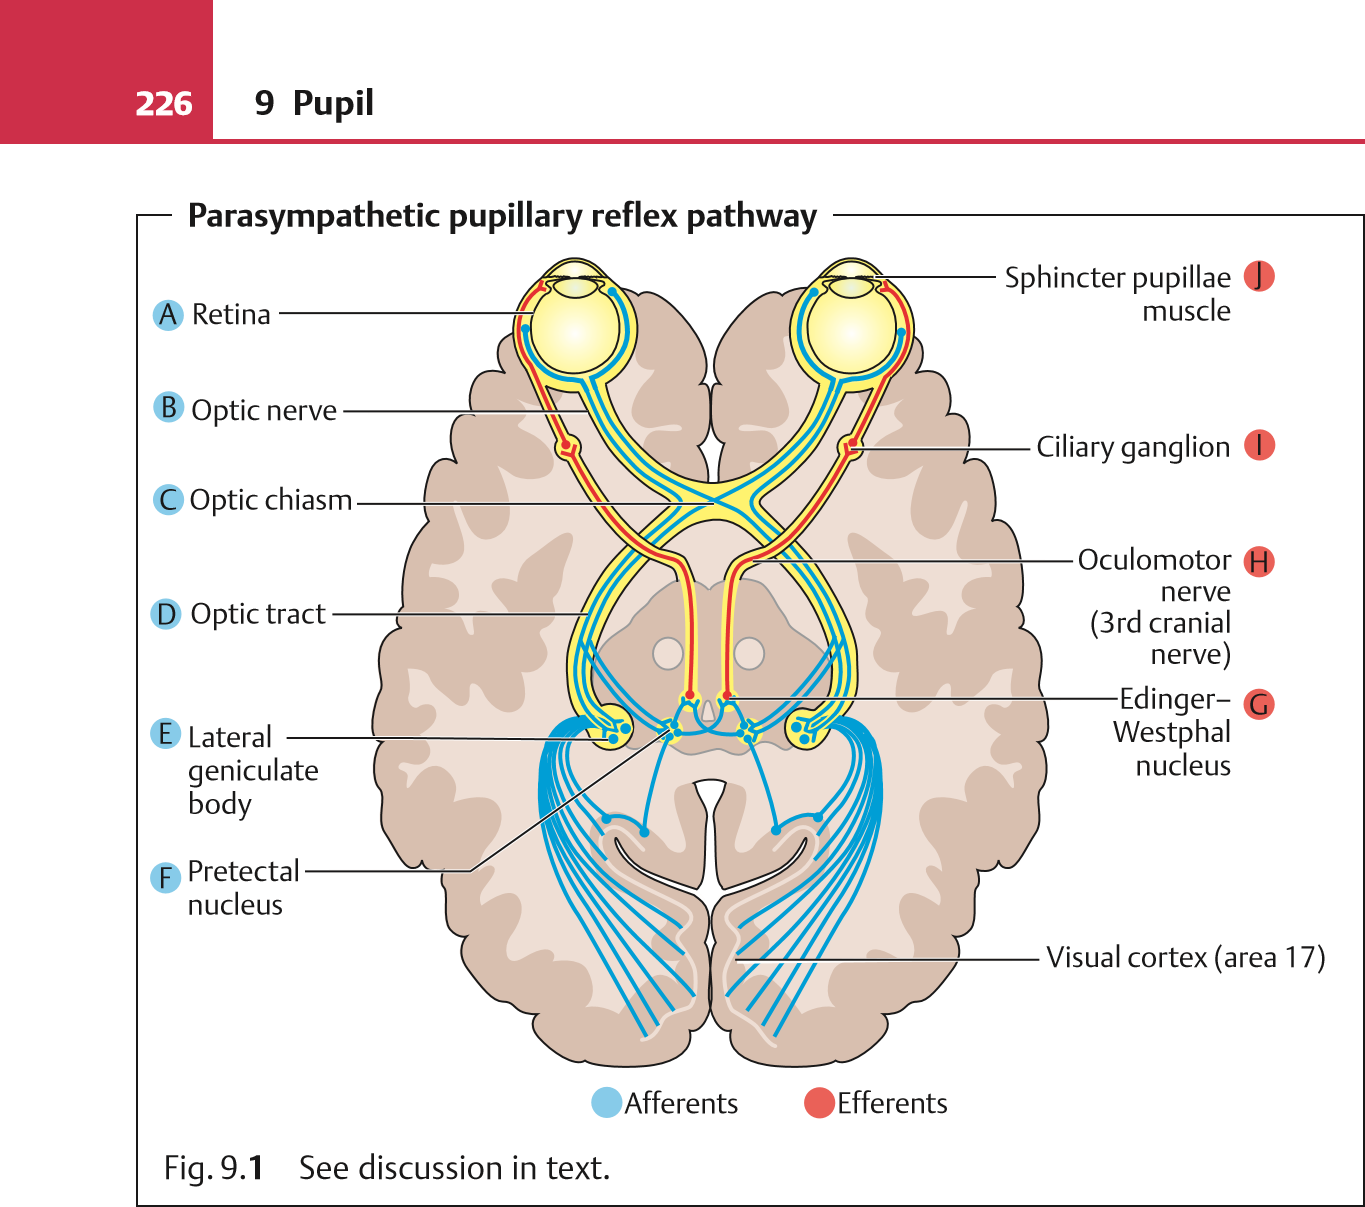 226
9 Pupil
Parasympathetic pupillary reflex pathway
A Retina
B Optic nerve
C Optic chiasm
D Optic tract
E Lateral
geniculate
body
F Pretectal
nucleus
Sphincter pupillae J
muscle
Ciliary ganglion I
Oculomotor H
nerve
(3rd cranial
nerve)
Edinger– G
Westphal
nucleus
Visual cortex (area 17)
Afferents
Efferents
Fig. 9.1 See discussion in text.